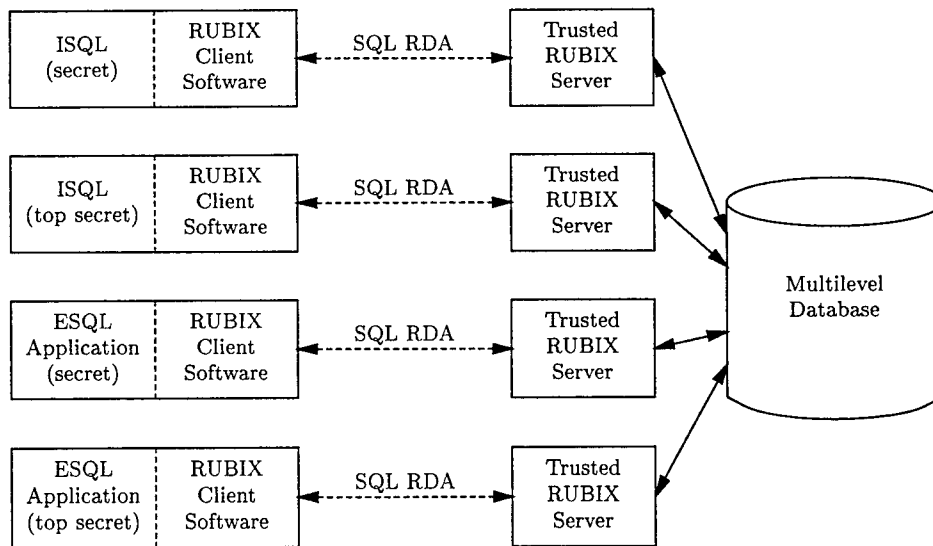 ISQL
(secret)
RUBIX
Client
Software
SQL RDA
Trusted
RUBIX
Server
ISQL
(top secret)
RUBIX
Client
Software
SQL RDA
Trusted
RUBIX
Server
Multilevel
Database
ESQL
Application
(secret)
RUBIX
Client
Software
SQL RDA
Trusted
RUBIX
Server
ESQL
Application
(top secret)
RUBIX
Client
Software
SQL RDA
Trusted
RUBIX
Server